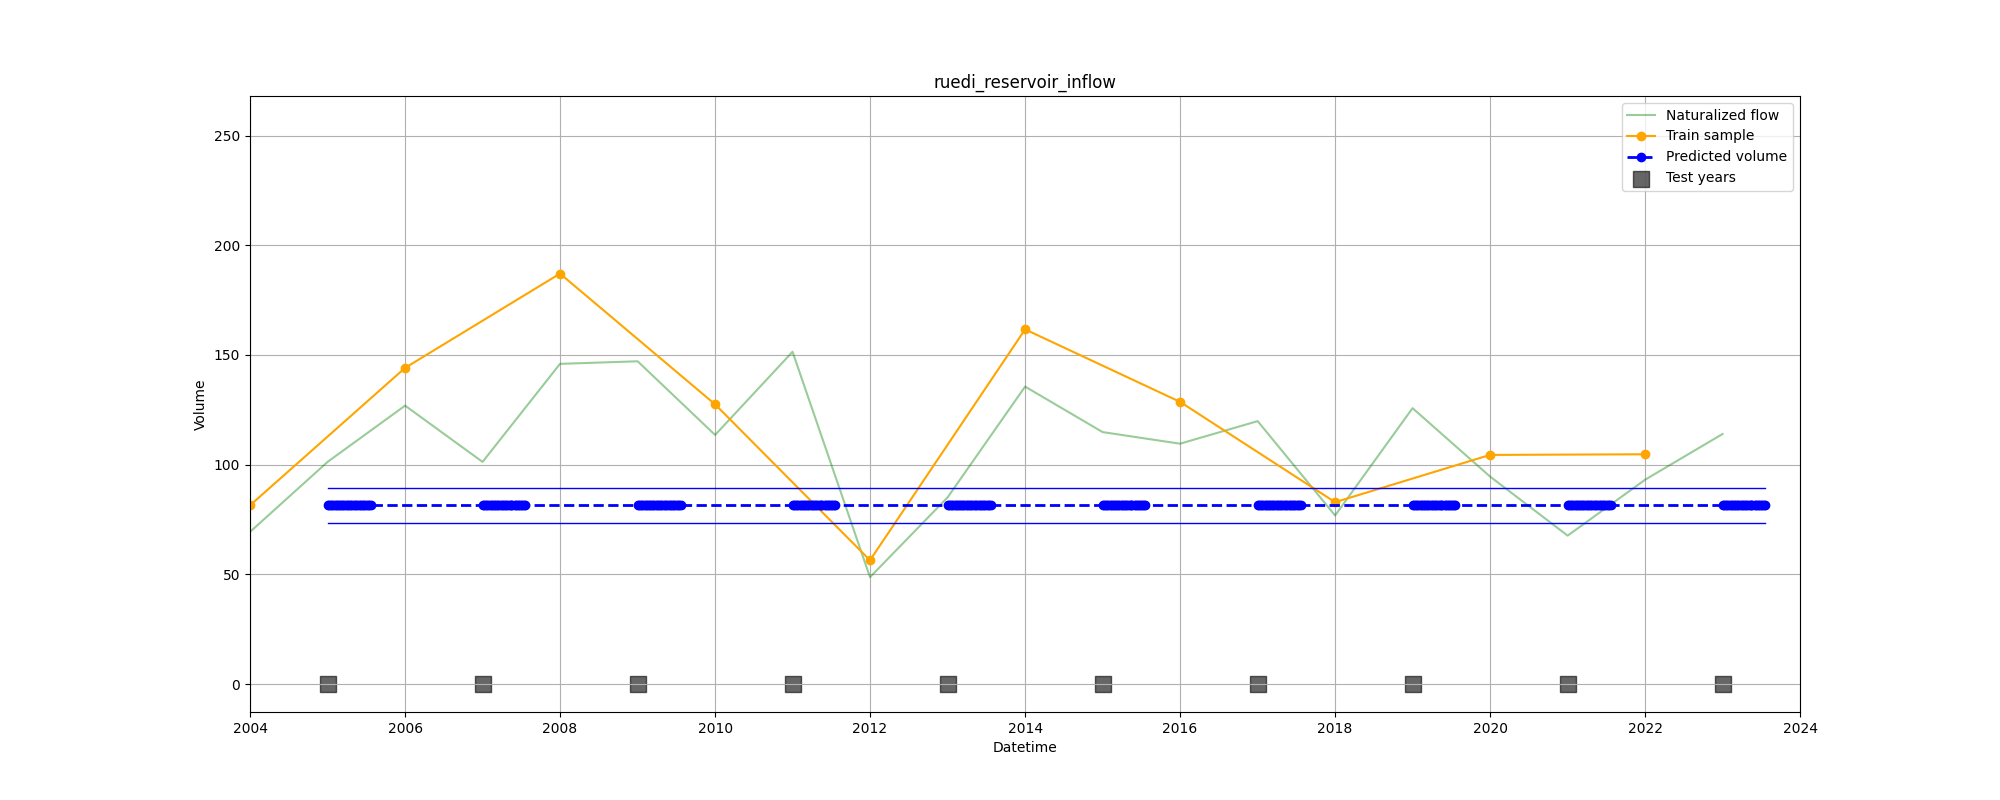 ruedi_reservoir_inflow
Naturalized flow
Train sample
Predicted volume
Test years
250
200
150
100
50
0
Volume
2004 2006 2008 2010 2012 2014 2016 2018 2020 2022 2024
Datetime